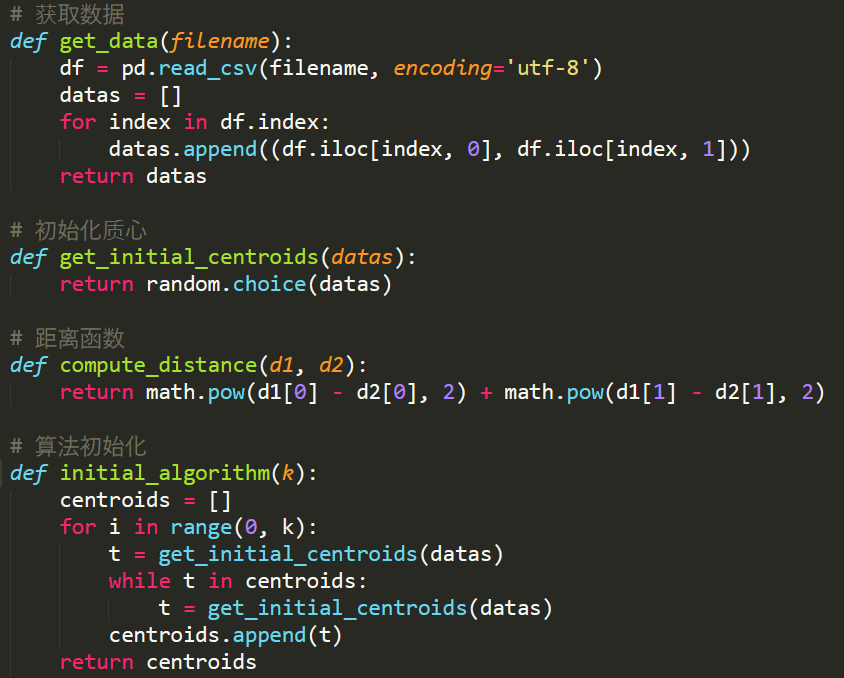 # 获取数据
def get_data(filename):
    df = pd.read_csv(filename, encoding='utf-8')
    datas = []
    for index in df.index:
        datas.append((df.iloc[index, 0], df.iloc[index, 1]))
    return datas

# 初始化质心
def get_initial_centroids(datas):
    return random.choice(datas)

# 距离函数
def compute_distance(d1, d2):
    return math.pow(d1[0] - d2[0], 2) + math.pow(d1[1] - d2[1], 2)

# 算法初始化
def initial_algorithm(k):
    centroids = []
    for i in range(0, k):
        t = get_initial_centroids(datas)
        while t in centroids:
            t = get_initial_centroids(datas)
        centroids.append(t)
    return centroids